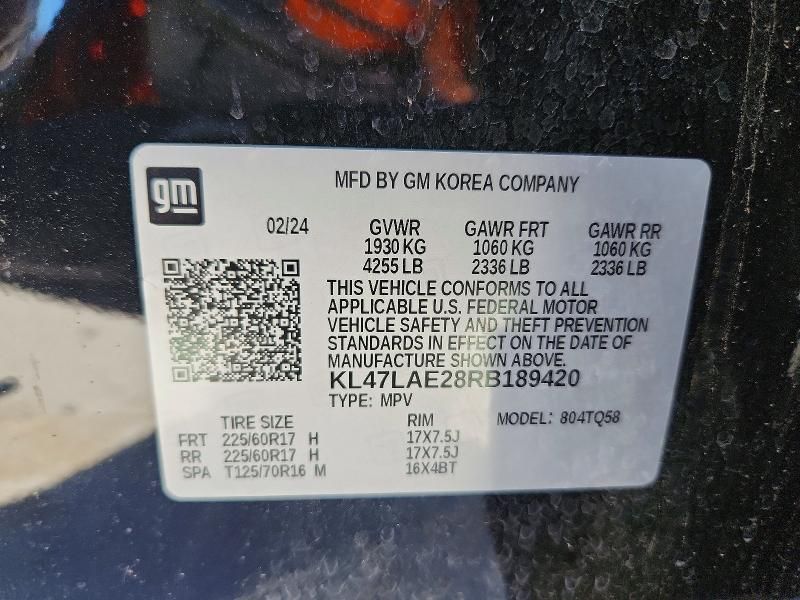 gm
MFD BY GM KOREA COMPANY
02/24 GVWR GAWR FRT GAWR RR
1930 KG 1060 KG 1060 KG
4255 LB 2336 LB 2336 LB
THIS VEHICLE CONFORMS TO ALL
APPLICABLE U.S. FEDERAL MOTOR
VEHICLE SAFETY AND THEFT PREVENTION
STANDARDS IN EFFECT ON THE DATE OF
MANUFACTURE SHOWN ABOVE.
KL47LAE28RB189420
TYPE: MPV
TIRE SIZE RIM MODEL: 804TQ58
FRT 225/60R17 H 17X7.5J
RR 225/60R17 H 17X7.5J
SPA T125/70R16 M 16X4BT